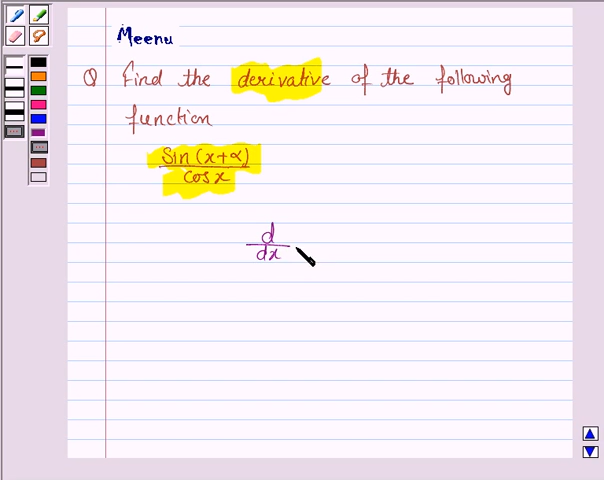 Meenu
Q Find the derivative of the following
function
Sin (x+α)
Cos x
d
dx